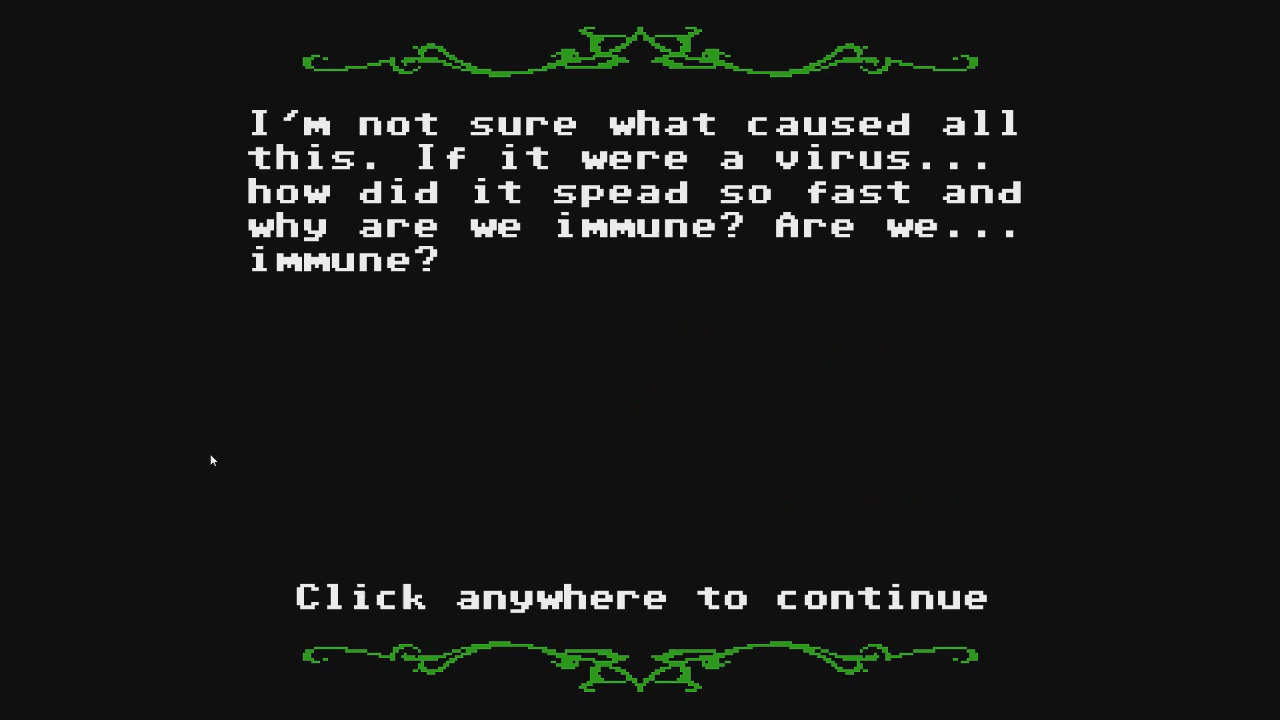 I'm not sure what caused all
this. If it were a virus...
how did it spead so fast and
why are we immune? Are we...
immune?
Click anywhere to continue